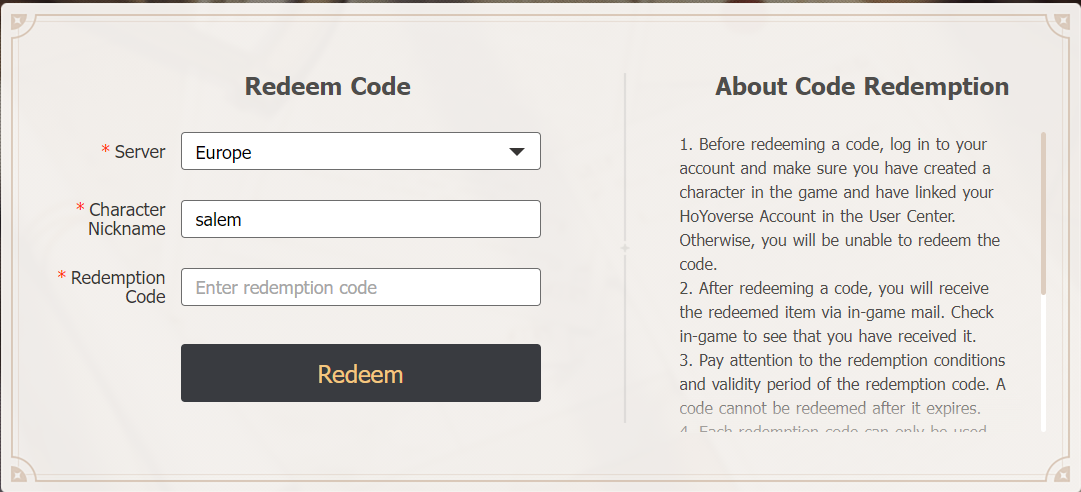 Redeem Code
* Server
Europe
* Character
Nickname
salem
* Redemption
Code
Enter redemption code
Redeem
About Code Redemption
1. Before redeeming a code, log in to your
account and make sure you have created a
character in the game and have linked your
HoYoverse Account in the User Center.
Otherwise, you will be unable to redeem the
code.
2. After redeeming a code, you will receive
the redeemed item via in-game mail. Check
in-game to see that you have received it.
3. Pay attention to the redemption conditions
and validity period of the redemption code. A
code cannot be redeemed after it expires.
4. Each redemption code can only be used